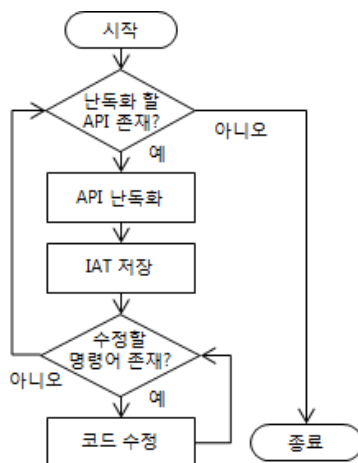 시작
난독화 할
API 존재?
아니오
예
API 난독화
IAT 저장
수정할
명령어 존재?
아니오
예
코드 수정
종료